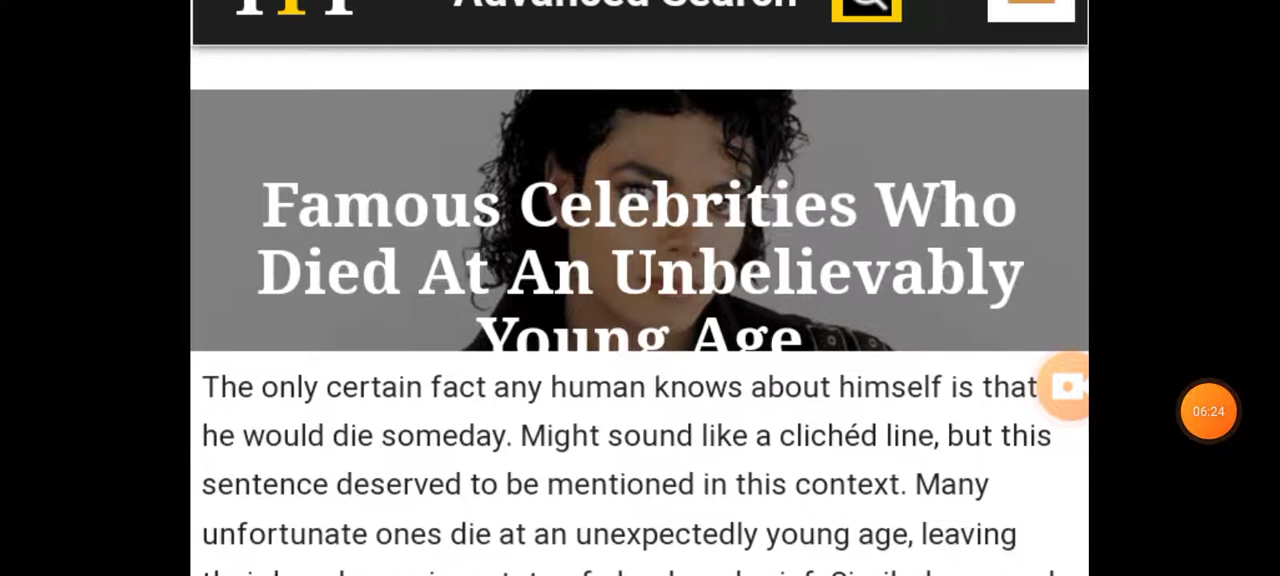 Advanced Search
Famous Celebrities Who
Died At An Unbelievably
Young Age
The only certain fact any human knows about himself is that
he would die someday. Might sound like a clichéd line, but this
sentence deserved to be mentioned in this context. Many
unfortunate ones die at an unexpectedly young age, leaving
06:24